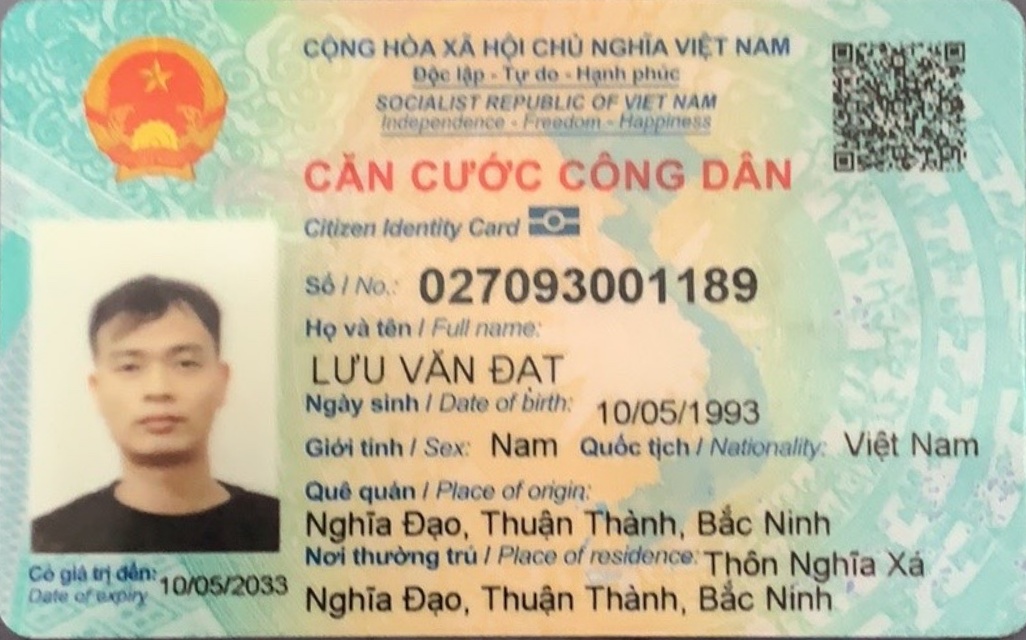 CỘNG HÒA XÃ HỘI CHỦ NGHĨA VIỆT NAM
Độc lập - Tự do - Hạnh phúc
SOCIALIST REPUBLIC OF VIET NAM
Independence - Freedom - Happiness
CĂN CƯỚC CÔNG DÂN
Citizen Identity Card
Số / No.: 027093001189
Họ và tên / Full name:
LƯU VĂN ĐẠT
Ngày sinh / Date of birth: 10/05/1993
Giới tính / Sex: Nam Quốc tịch / Nationality: Việt Nam
Quê quán / Place of origin:
Nghĩa Đạo, Thuận Thành, Bắc Ninh
Nơi thường trú / Place of residence: Thôn Nghĩa Xá
Nghĩa Đạo, Thuận Thành, Bắc Ninh
Có giá trị đến: 10/05/2033
Date of expiry